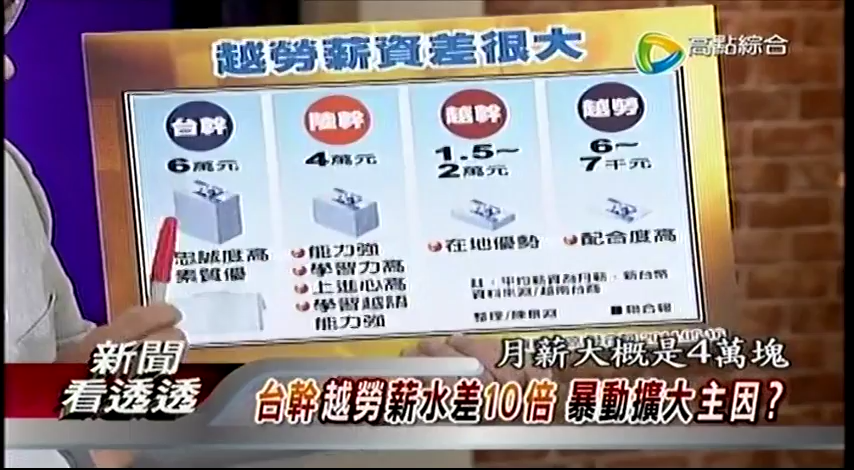 越勞薪資差很大
高點綜合
台幹
6萬元
忠誠度高
素質優
陸幹
4萬元
能力強
學習力高
上進心高
學習越語
能力強
越幹
1.5～
2萬元
在地優勢
越勞
6～
7千元
配合度高
註：平均薪資為月薪，新台幣
資料來源/越南台商
聯合報
月薪大概是4萬塊
新聞
看透透
台幹越勞薪水差10倍 暴動擴大主因？